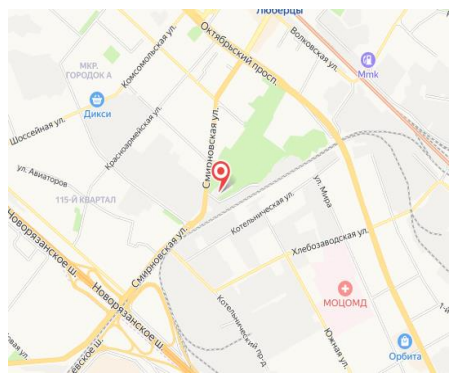 Люберцы
Октябрьский просп.
Волковская ул.
МКР.
ГОРОДОК А
Комсомольская ул.
Mmk
Дикси
Шоссейная ул.
Красноармейская ул.
Смирновская ул.
ул. Авиаторов
115-Й КВАРТАЛ
ул. Мира
Котельническая ул.
Новорязанское ш.
Смирновская ул.
Хлебозаводская ул.
Новорязанское ш.
МОЦОМД
Котельнический пр-д
Южная ул.
1-й
Орбита